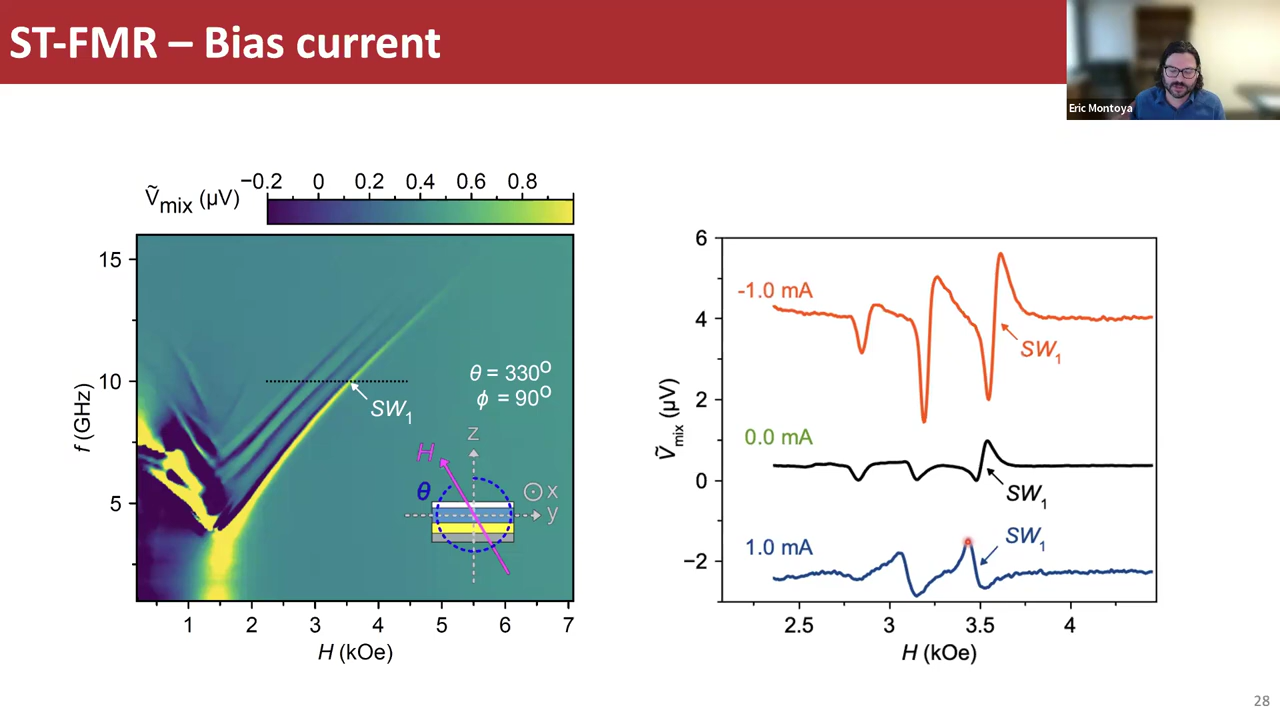 ST-FMR – Bias current
Eric Montoya
Ṽmix (µV)
−0.2 0 0.2 0.4 0.6 0.8
15
10
5
f (GHz)
1 2 3 4 5 6 7
H (kOe)
θ = 330°
ϕ = 90°
SW1
z
H
θ
x
y
6
4
2
0
−2
Ṽmix (µV)
-1.0 mA
SW1
0.0 mA
SW1
1.0 mA
SW1
2.5 3 3.5 4
H (kOe)
28